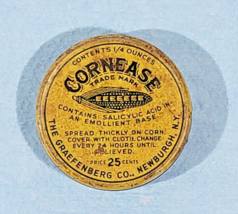 CONTENTS 1/4 OUNCES
CORNEASE
TRADE MARK
CONTAINS: SALICYLIC ACID IN
AN EMOLLIENT BASE
SPREAD THICKLY ON CORN,
COVER WITH CLOTH, CHANGE
EVERY 24 HOURS UNTIL
RELIEVED.
PRICE 25 CENTS
THE GRAEFENBERG CO., NEWBURGH, N.Y.